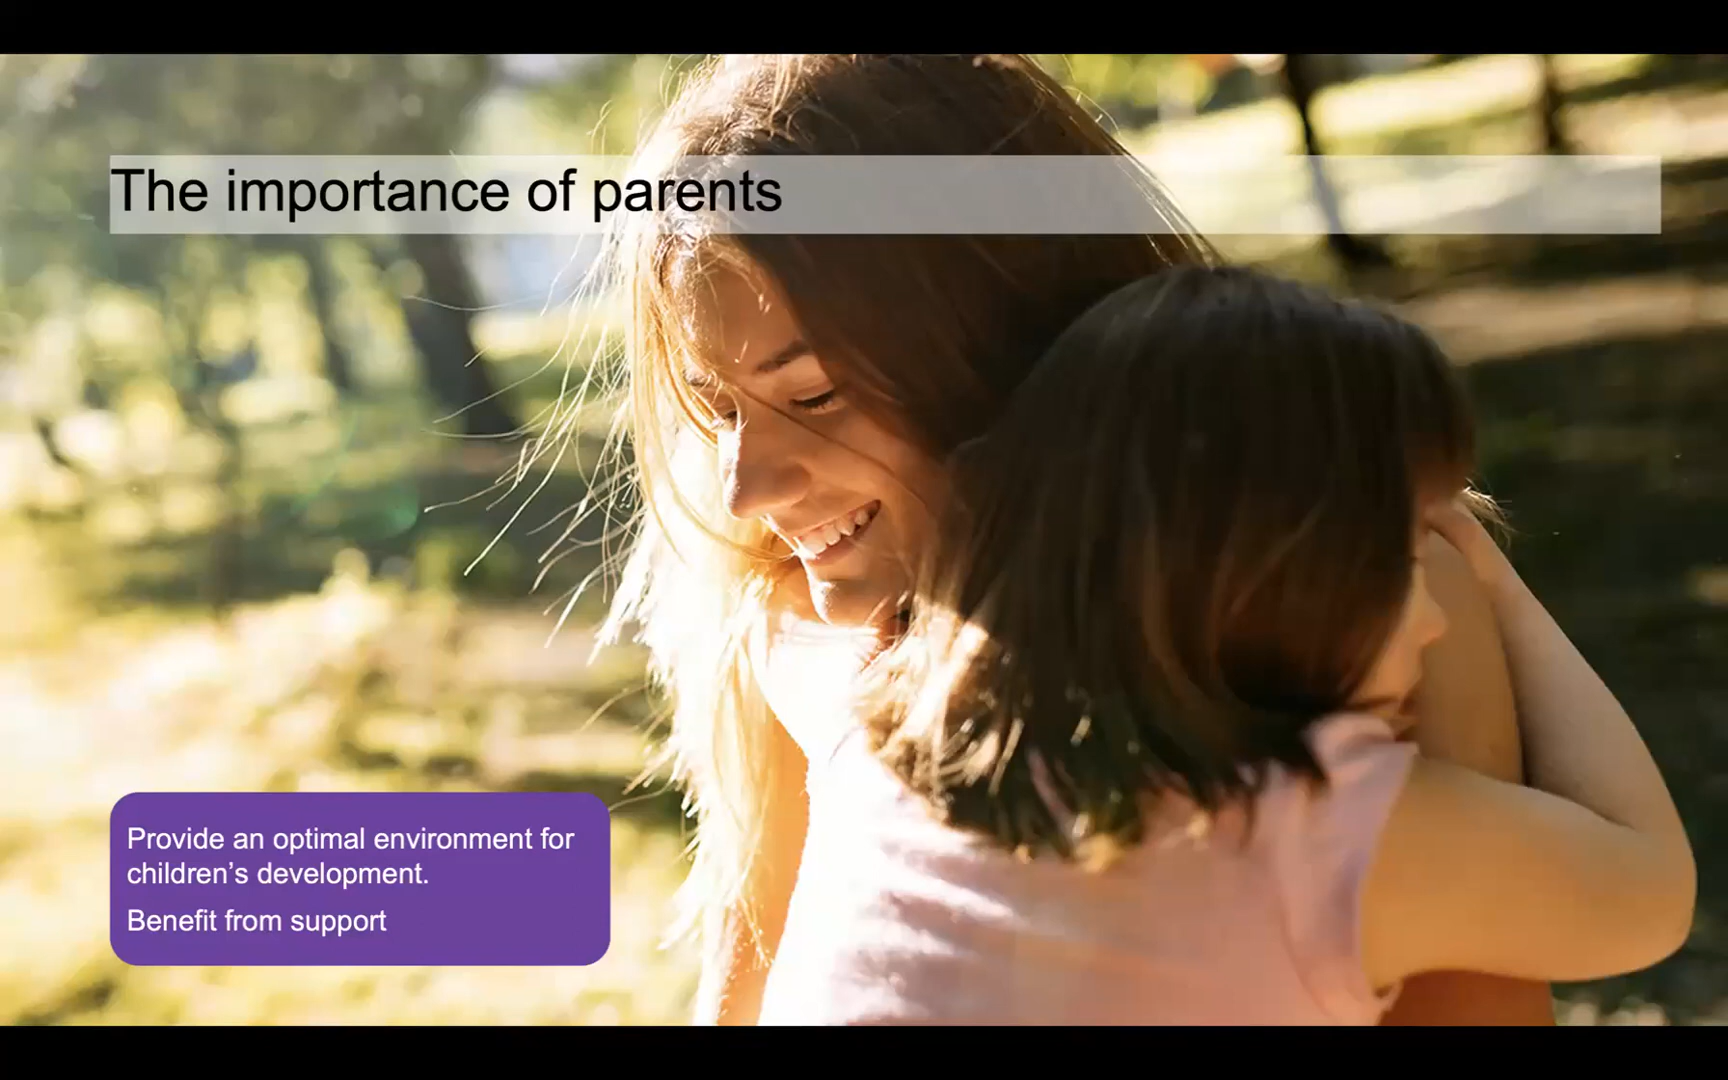 The importance of parents
Provide an optimal environment for
children’s development.
Benefit from support